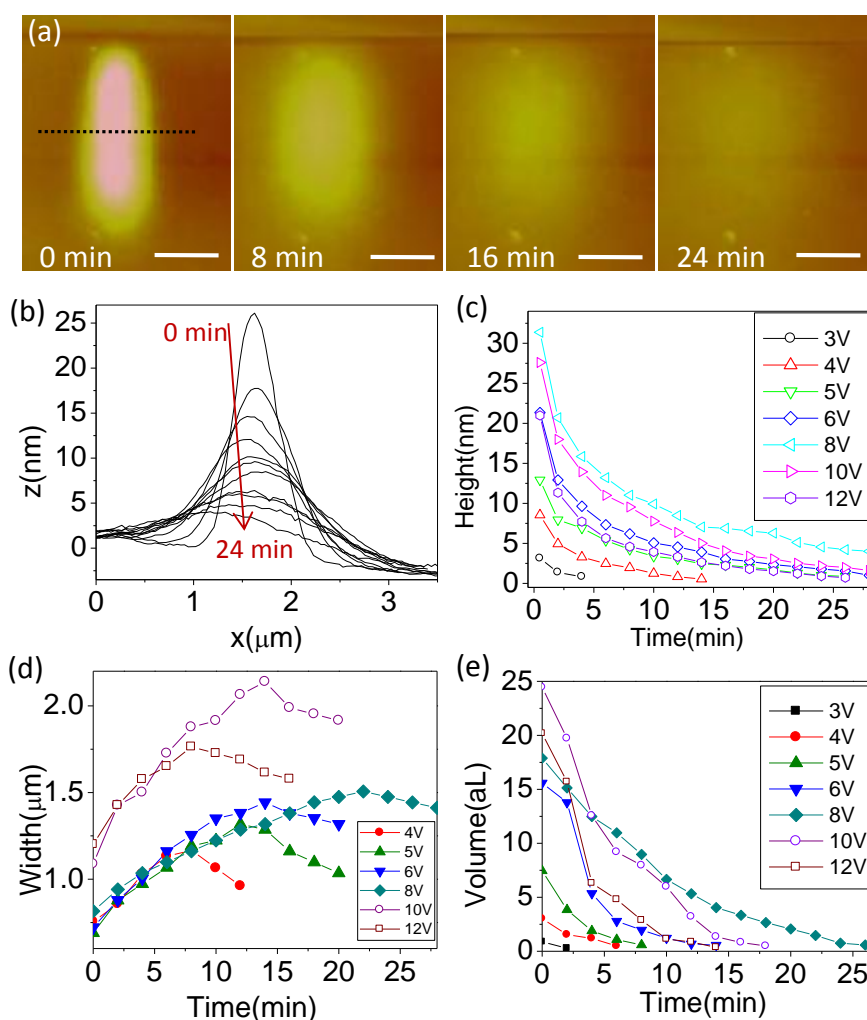 (a)
0 min
8 min
16 min
24 min
(b)
25
20
15
10
5
0
z(nm)
0 min
24 min
0
1
2
3
x(μm)
(c)
30
25
20
15
10
5
0
Height(nm)
3V
4V
5V
6V
8V
10V
12V
0
5
10
15
20
25
Time(min)
(d)
2.0
1.5
1.0
Width(μm)
4V
5V
6V
8V
10V
12V
0
5
10
15
20
25
Time(min)
(e)
25
20
15
10
5
0
Volume(aL)
3V
4V
5V
6V
8V
10V
12V
0
5
10
15
20
25
Time(min)